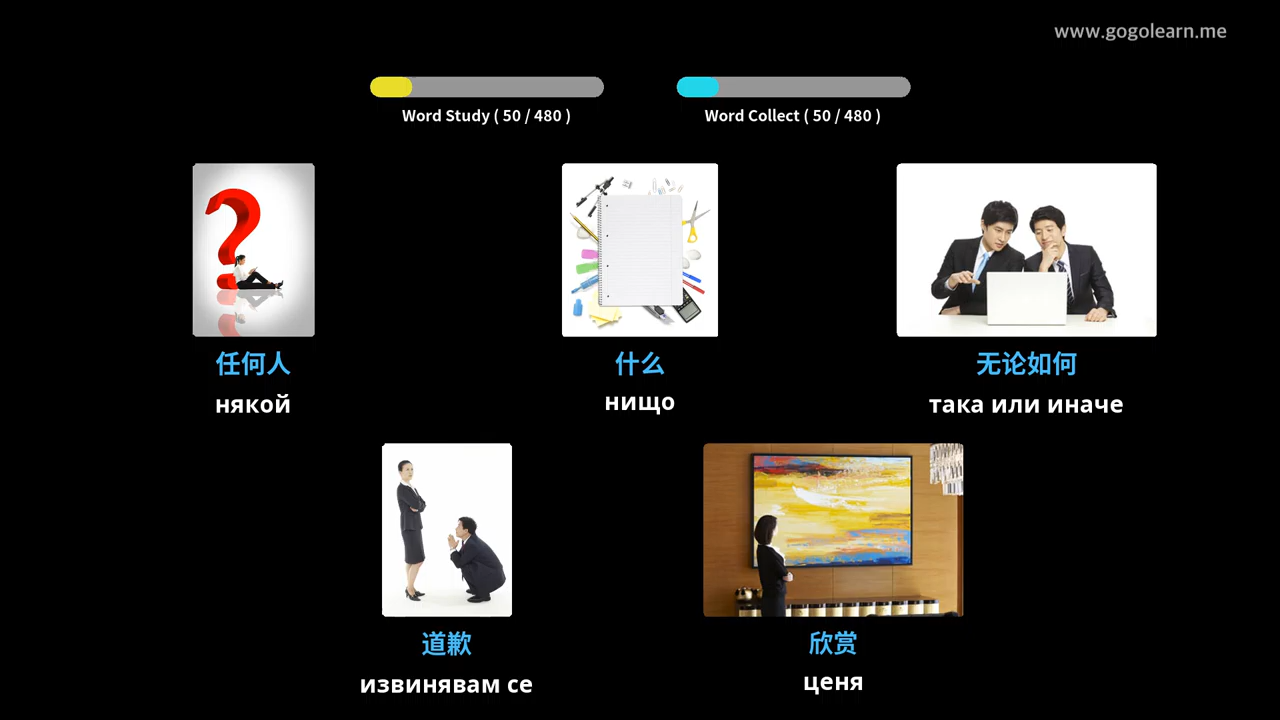 www.gogolearn.me
Word Study ( 50 / 480 )
Word Collect ( 50 / 480 )
任何人
什么
无论如何
някой
нищо
така или иначе
道歉
欣赏
извинявам се
ценя